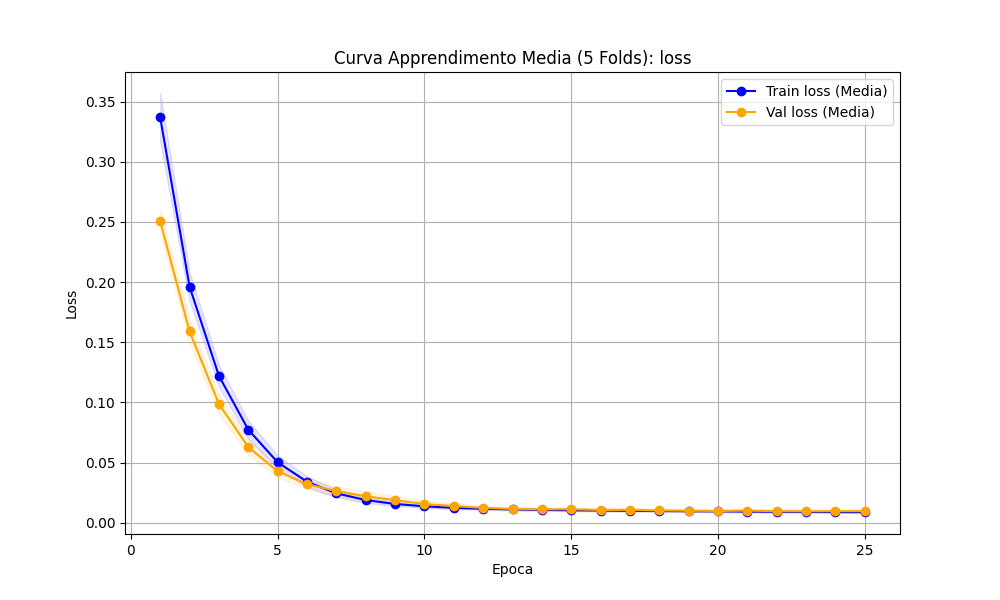 Curva Apprendimento Media (5 Folds): loss
Train loss (Media)
Val loss (Media)
Loss
0.35
0.30
0.25
0.20
0.15
0.10
0.05
0.00
0
5
10
15
20
25
Epoca